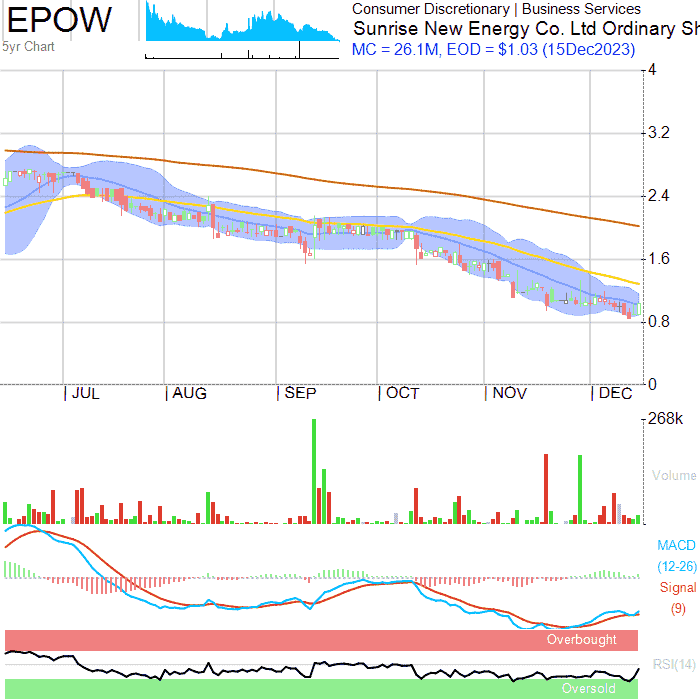 EPOW
5yr Chart
Consumer Discretionary | Business Services
Sunrise New Energy Co. Ltd Ordinary Sh
MC = 26.1M, EOD = $1.03 (15Dec2023)
4
3.2
2.4
1.6
0.8
0
| JUL | AUG | SEP | OCT | NOV | DEC
268k
Volume
MACD
(12-26)
Signal
(9)
Overbought
RSI(14)
Oversold